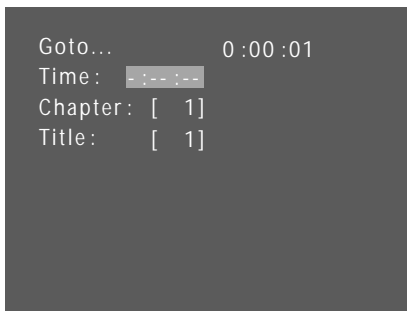 Goto... 0:00:01
Time: -:--:--
Chapter: [ 1]
Title: [ 1]